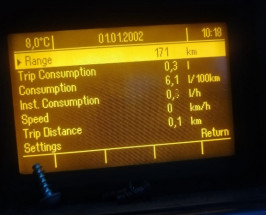 8,0°C 01.01.2002 10:18
Range 171 km
Trip Consumption 0,3 l
Consumption 6,1 l/100km
Inst. Consumption l/h
Speed 0 km/h
Trip Distance 0,1 km
Settings Return